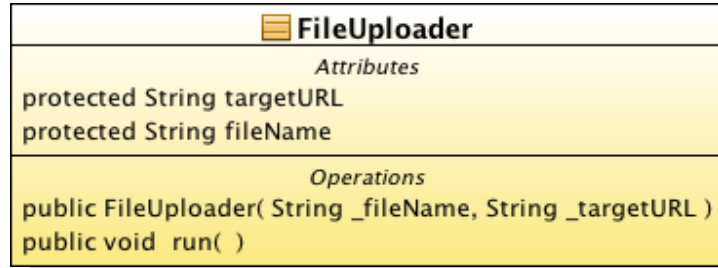 FileUploader
Attributes
protected String targetURL
protected String fileName
Operations
public FileUploader( String _fileName, String _targetURL )
public void  run( )